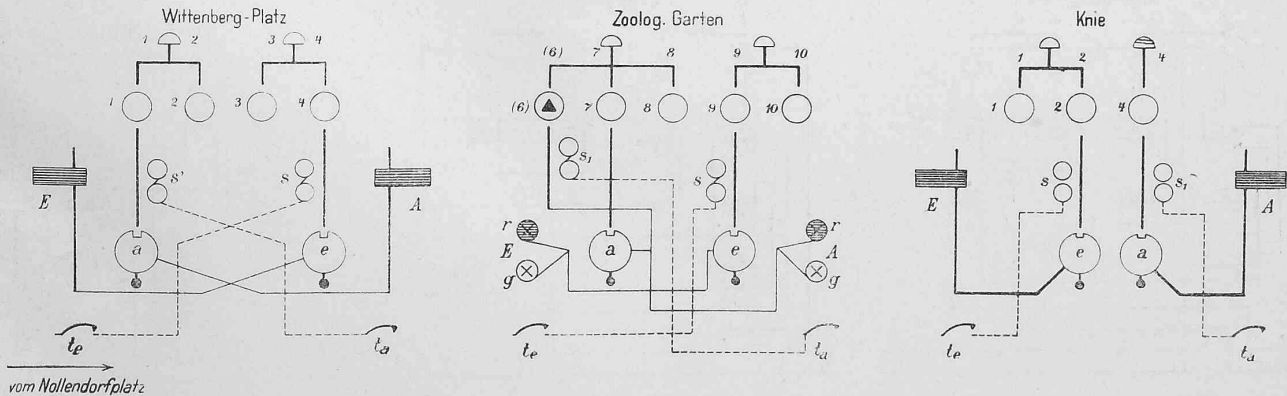 Wittenberg-Platz
1 2 3 4
1 2 3 4
s' s
E A
a e
te ta
vom Nollendorfplatz
Zoolog. Garten
(6) 7 8 9 10
(6) 7 8 9 10
s1 s
r r
E a e A
g g
te ta
Knie
1 2 4
1 2 4
s s1
E A
e a
te ta